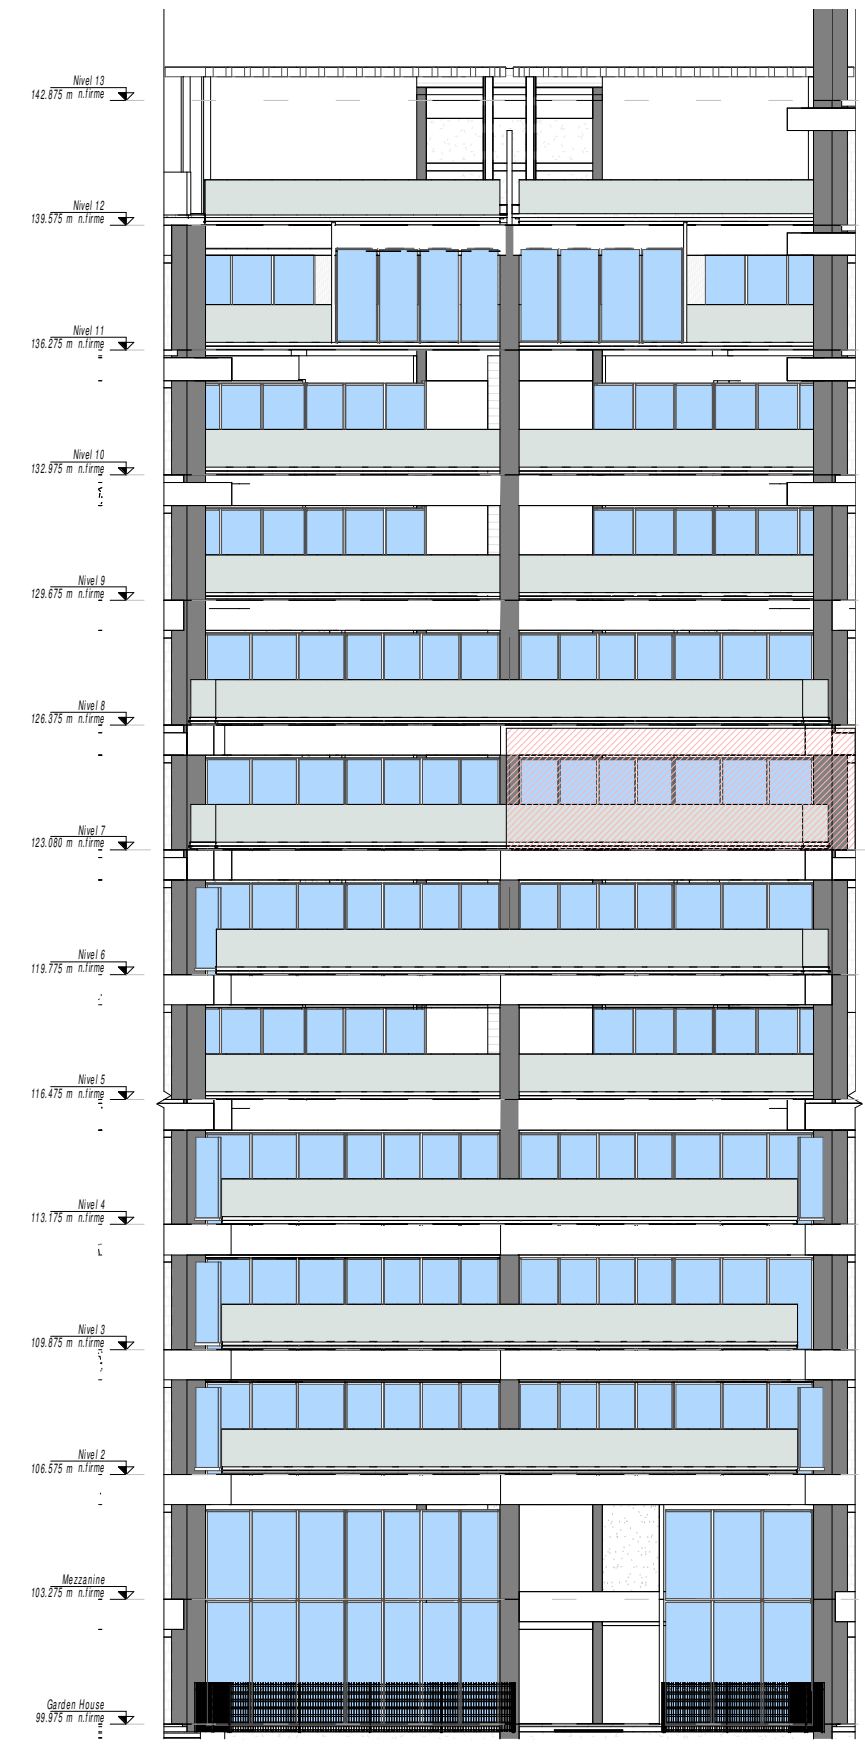 Nivel 13
142.875 m n.firme
Nivel 12
139.575 m n.firme
Nivel 11
136.275 m n.firme
Nivel 10
132.975 m n.firme
Nivel 9
129.675 m n.firme
Nivel 8
126.375 m n.firme
Nivel 7
123.080 m n.firme
Nivel 6
119.775 m n.firme
Nivel 5
116.475 m n.firme
Nivel 4
113.175 m n.firme
Nivel 3
109.875 m n.firme
Nivel 2
106.575 m n.firme
Mezzanine
103.275 m n.firme
Garden House
99.975 m n.firme